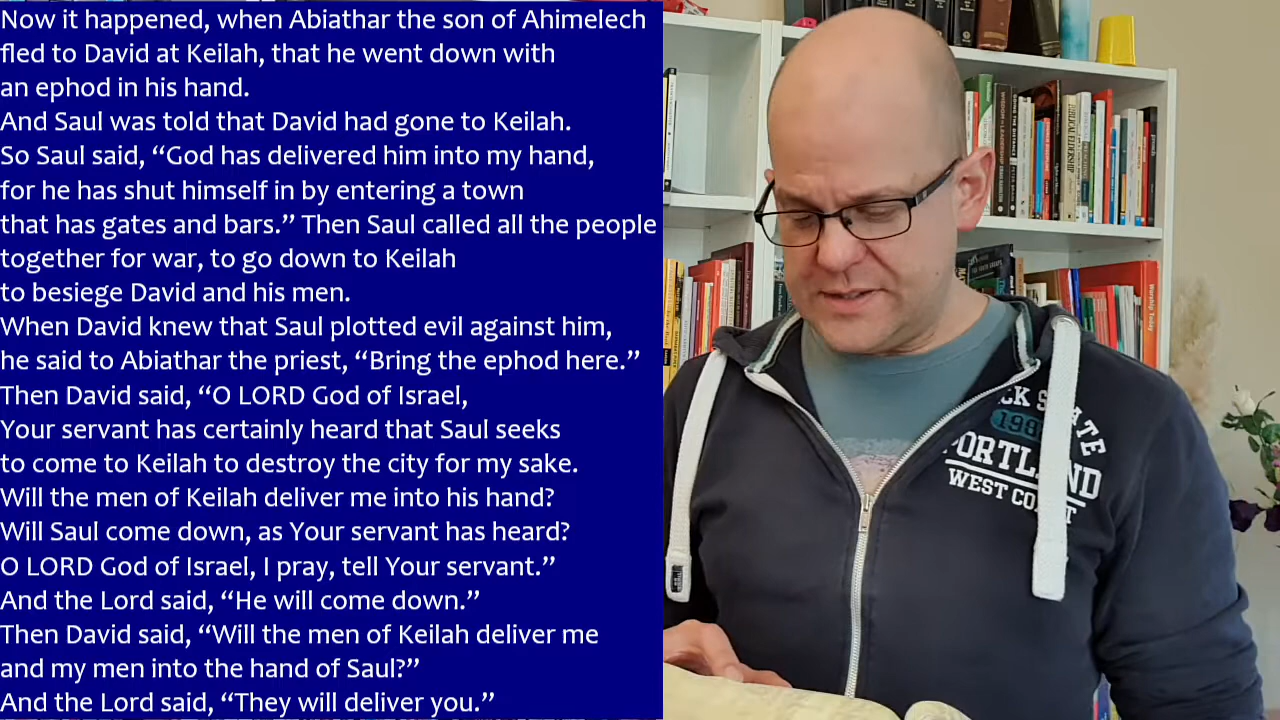 Now it happened, when Abiathar the son of Ahimelech
fled to David at Keilah, that he went down with
an ephod in his hand.
And Saul was told that David had gone to Keilah.
So Saul said, “God has delivered him into my hand,
for he has shut himself in by entering a town
that has gates and bars.” Then Saul called all the people
together for war, to go down to Keilah
to besiege David and his men.
When David knew that Saul plotted evil against him,
he said to Abiathar the priest, “Bring the ephod here.”
Then David said, “O LORD God of Israel,
Your servant has certainly heard that Saul seeks
to come to Keilah to destroy the city for my sake.
Will the men of Keilah deliver me into his hand?
Will Saul come down, as Your servant has heard?
O LORD God of Israel, I pray, tell Your servant.”
And the Lord said, “He will come down.”
Then David said, “Will the men of Keilah deliver me
and my men into the hand of Saul?”
And the Lord said, “They will deliver you.”
198
PORTLAND
WEST CO
BIBLICAL ELDERSHIP
Worship Today